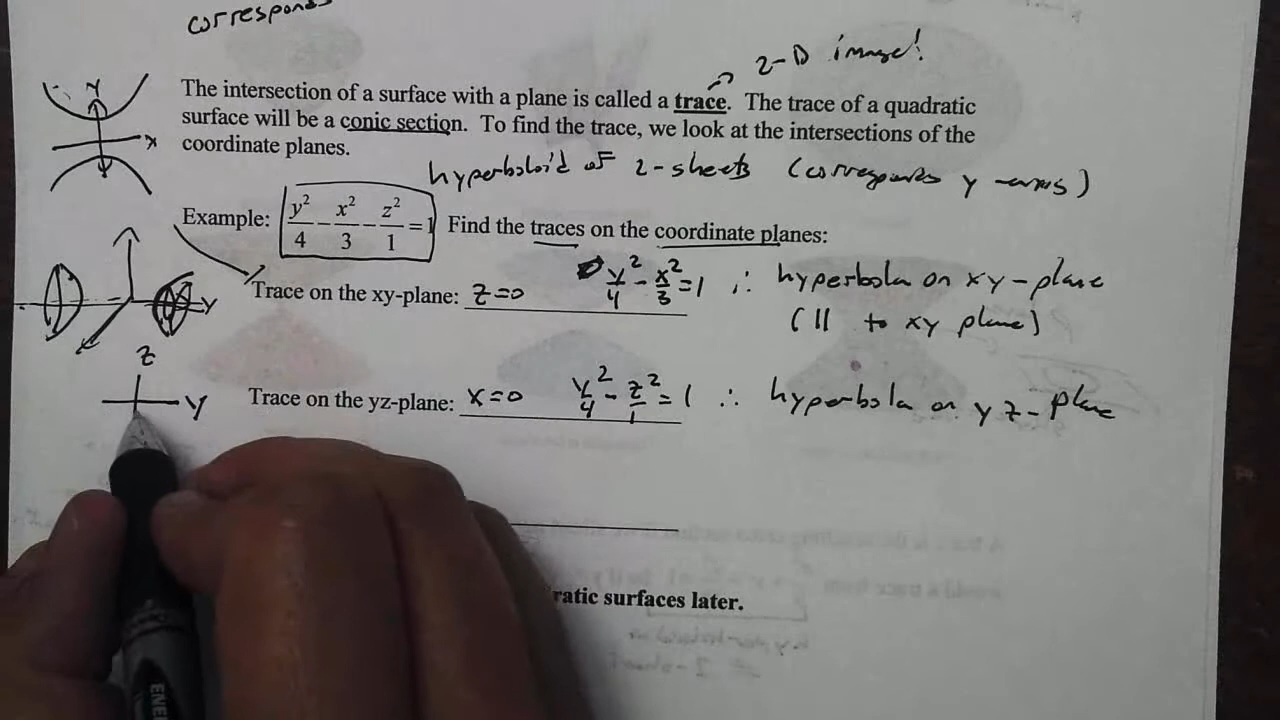 correspond
2-D image!
The intersection of a surface with a plane is called a trace. The trace of a quadratic
surface will be a conic section. To find the trace, we look at the intersections of the
coordinate planes.
hyperboloid of 2-sheets (corresponds y-axis)
Example: y²/4 - x²/3 - z²/1 = 1 Find the traces on the coordinate planes:
Trace on the xy-plane: z=0 y²/4 - x²/3 = 1 ∴ hyperbola on xy-plane
(|| to xy plane)
Trace on the yz-plane: x=0 y²/4 - z²/1 = 1 ∴ hyperbola on yz-plane
ratic surfaces later.
Y
X
Y
Z
Y